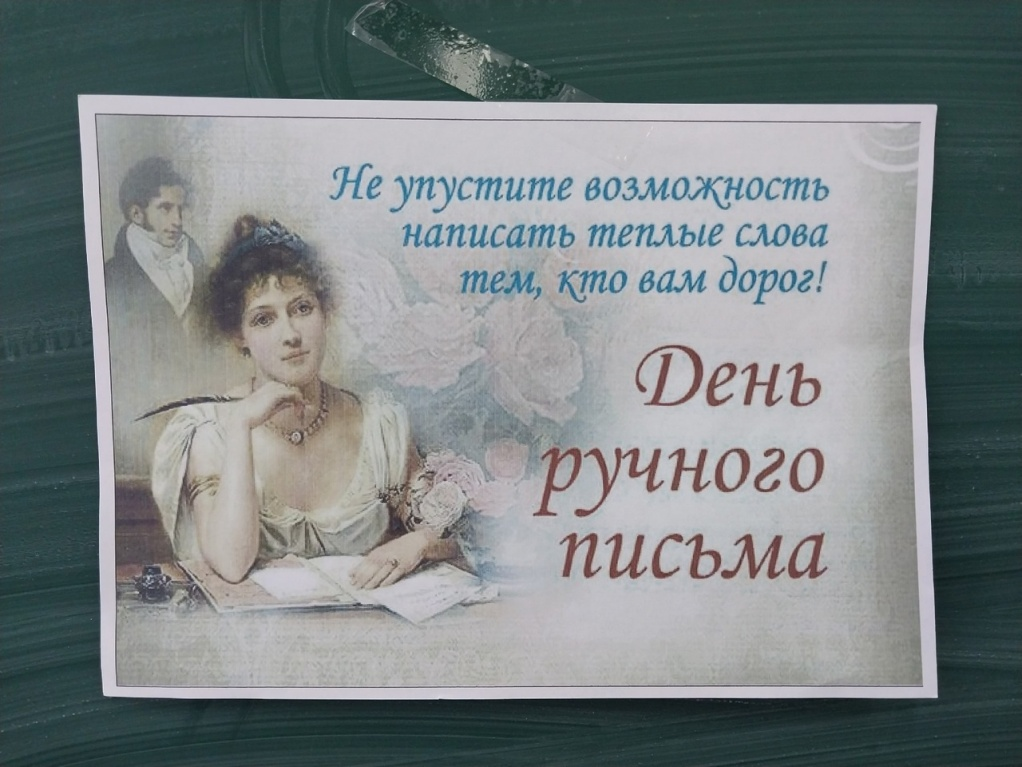 Не упустите возможность
написать теплые слова
тем, кто вам дорог!
День
ручного
письма